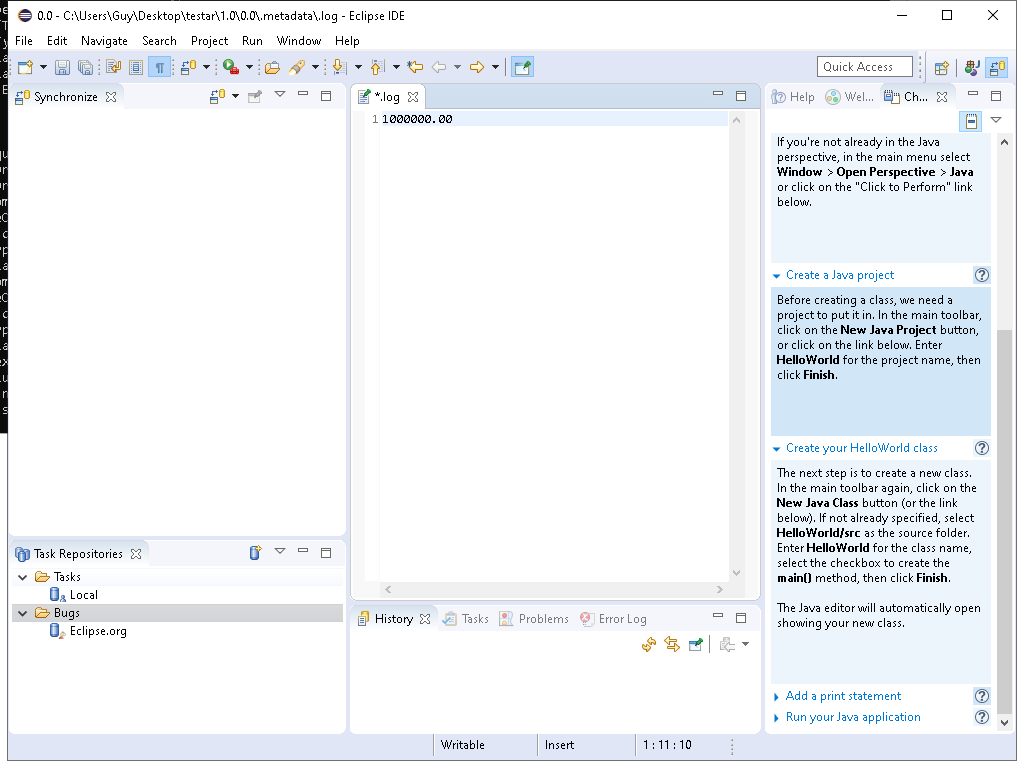 0.0 - C:\Users\Guy\Desktop\testar\1.0\0.0\.metadata\.log - Eclipse IDE
File Edit Navigate Search Project Run Window Help
Quick Access
Synchronize
*.log
Help Wel... Ch...
1 1000000.00
If you're not already in the Java
perspective, in the main menu select
Window > Open Perspective > Java
or click on the "Click to Perform" link
below.
Create a Java project
Before creating a class, we need a
project to put it in. In the main toolbar,
click on the New Java Project button,
or click on the link below. Enter
HelloWorld for the project name, then
click Finish.
Create your HelloWorld class
The next step is to create a new class.
In the main toolbar again, click on the
New Java Class button (or the link
below). If not already specified, select
HelloWorld/src as the source folder.
Enter HelloWorld for the class name,
select the checkbox to create the
main() method, then click Finish.
The Java editor will automatically open
showing your new class.
Add a print statement
Run your Java application
Task Repositories
Tasks
Local
Bugs
Eclipse.org
History Tasks Problems Error Log
Writable Insert 1 : 11 : 10